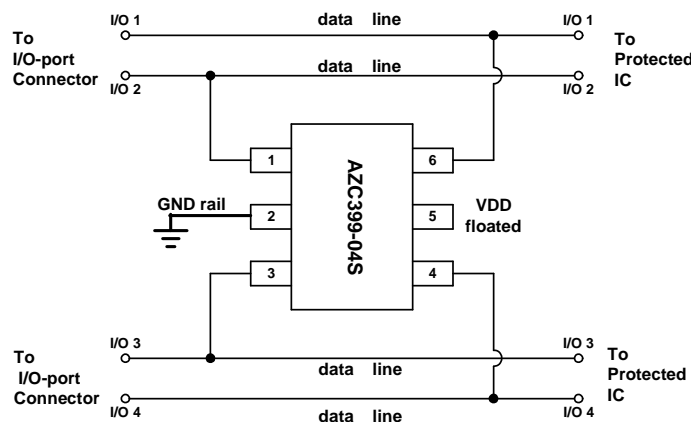 I/O 1
data line
I/O 1
To
I/O-port
Connector
To
Protected
IC
data line
I/O 2
I/O 2
1
6
AZC399-04S
GND rail
2
5
VDD
floated
3
4
I/O 3
I/O 3
To
I/O-port
Connector
data line
To
Protected
IC
I/O 4
data line
I/O 4